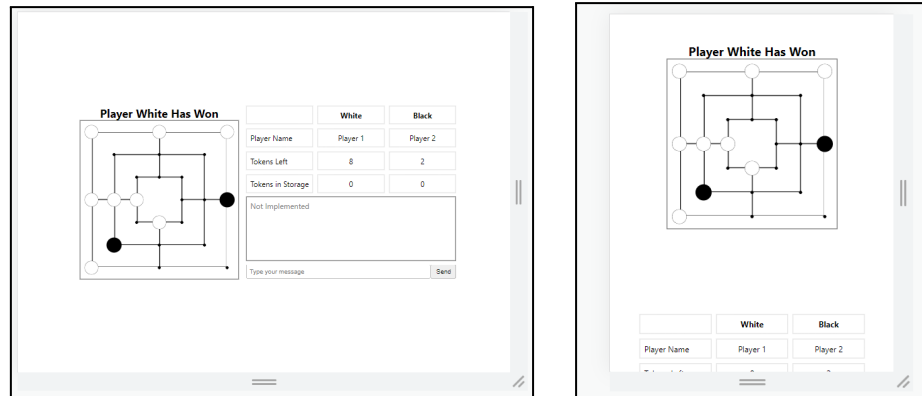 Player White Has Won
White Black
Player Name Player 1 Player 2
Tokens Left 8 2
Tokens in Storage 0 0
Not Implemented
Type your message Send
Player White Has Won
White Black
Player Name Player 1 Player 2